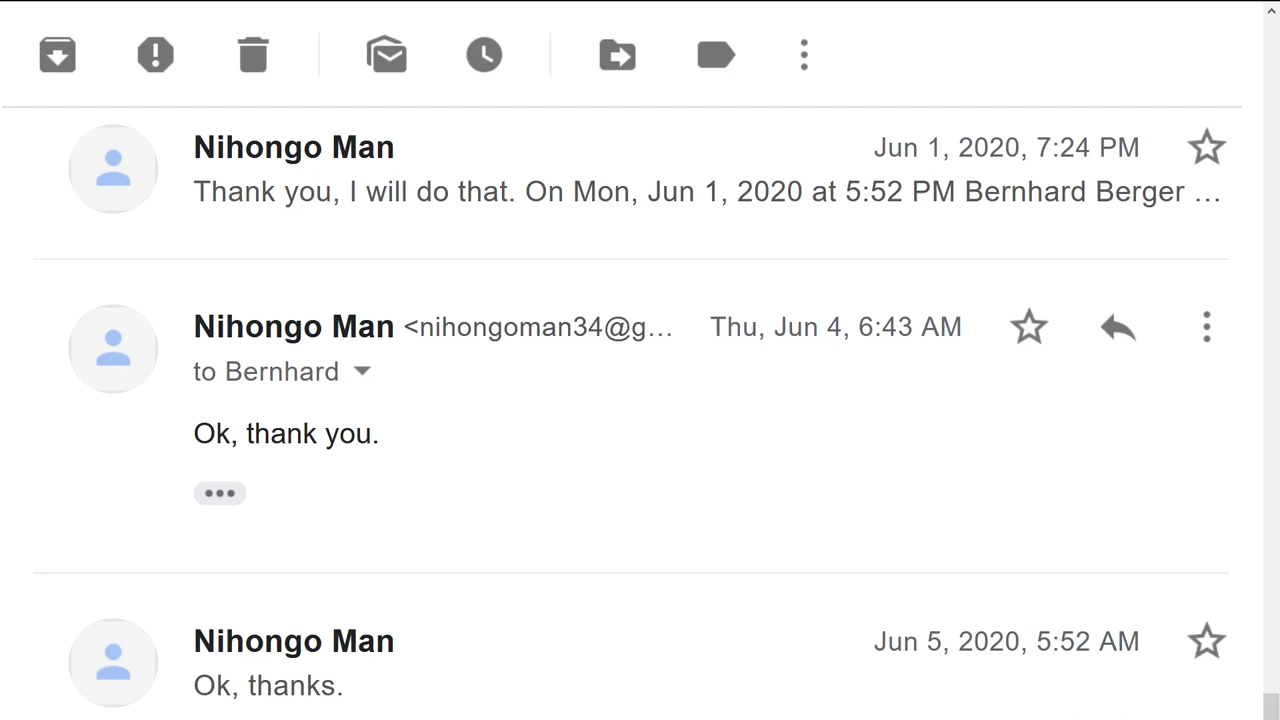 Nihongo Man Jun 1, 2020, 7:24 PM
Thank you, I will do that. On Mon, Jun 1, 2020 at 5:52 PM Bernhard Berger …
Nihongo Man <nihongoman34@g… Thu, Jun 4, 6:43 AM
to Bernhard
Ok, thank you.
Nihongo Man Jun 5, 2020, 5:52 AM
Ok, thanks.